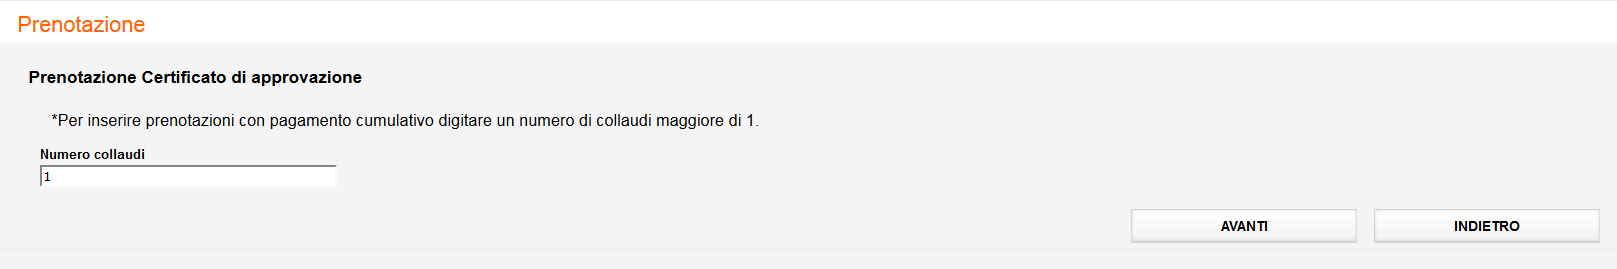 Prenotazione
Prenotazione Certificato di approvazione
*Per inserire prenotazioni con pagamento cumulativo digitare un numero di collaudi maggiore di 1.
Numero collaudi
1
AVANTI
INDIETRO